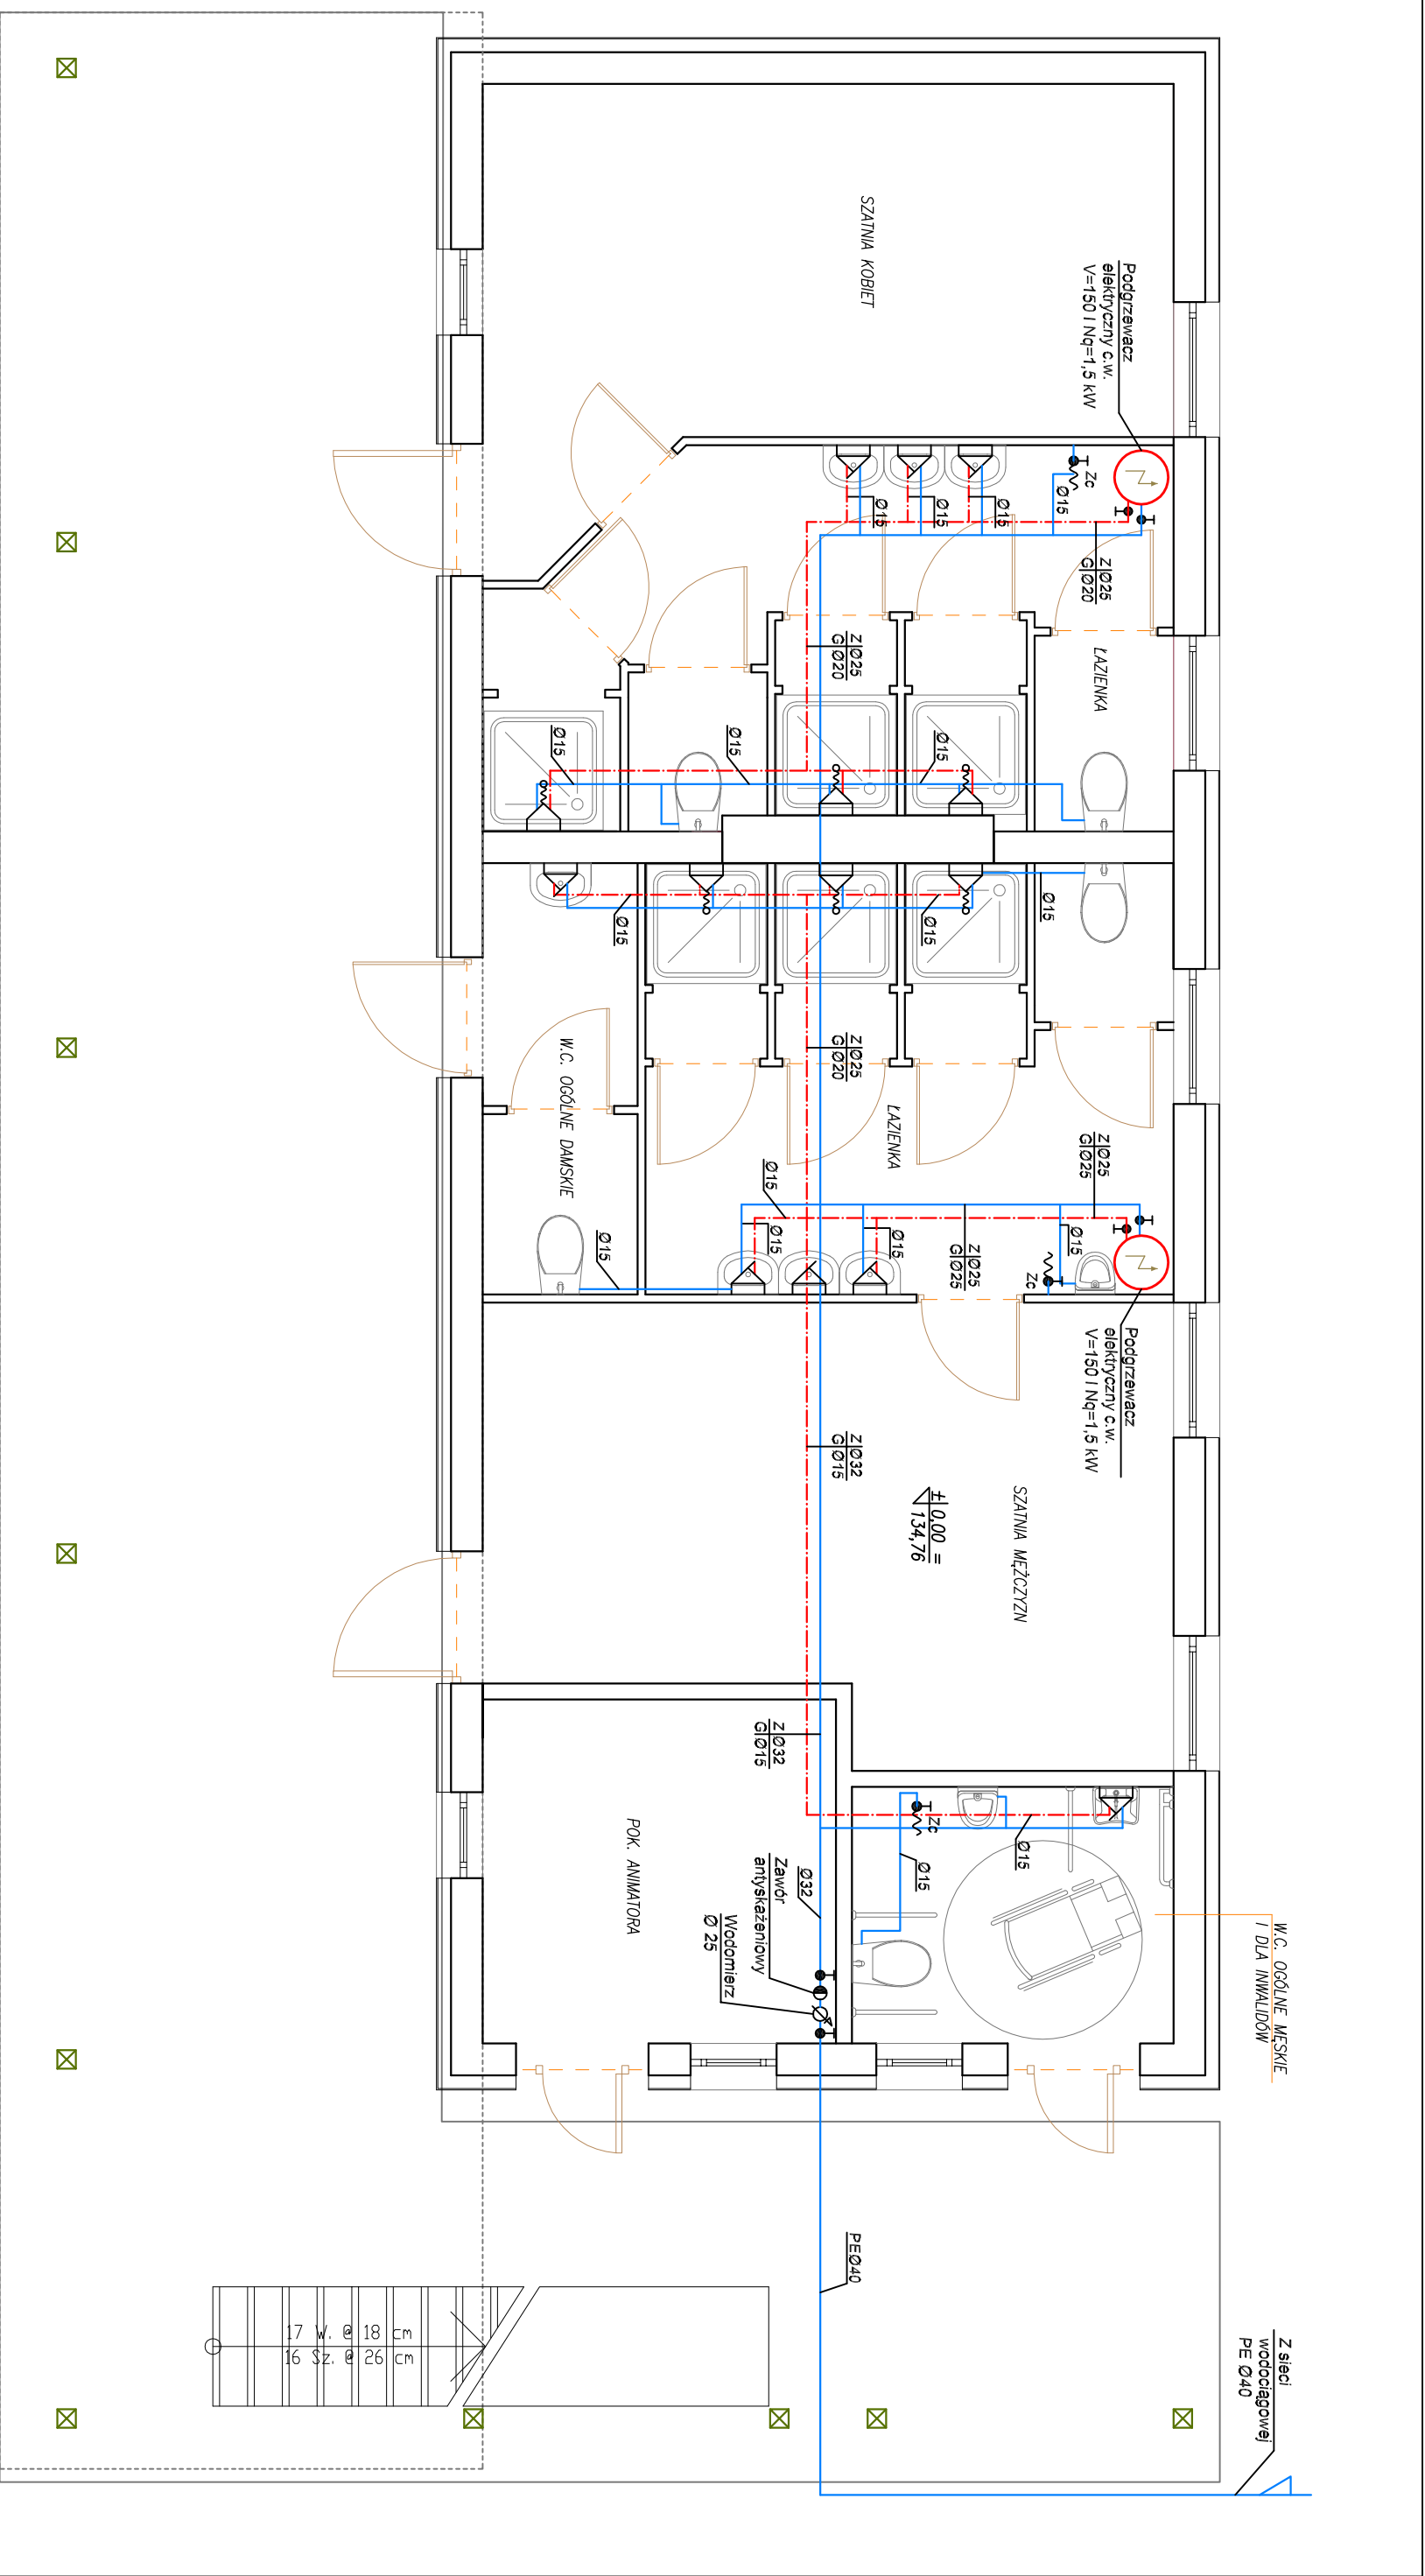 SZATNIA KOBIET
Podgrzewacz
elektryczny c.w.
V=150 l Nq=1,5 kW
Zc
Ø15
Ø15
Ø15
Ø15
Z Ø25
G Ø20
Z Ø25
G Ø20
ŁAZIENKA
Ø15
Ø15
Ø15
Ø15
Ø15
Ø15
W.C. OGÓLNE DAMSKIE
Z Ø25
G Ø20
ŁAZIENKA
Z Ø25
G Ø25
Ø15
Ø15
Ø15
Ø15
Z Ø25
G Ø25
Ø15
Zc
Podgrzewacz
elektryczny c.w.
V=150 l Nq=1,5 kW
Z Ø32
G Ø15
± 0,00 =
134,76
SZATNIA MĘŻCZYZN
Z Ø32
G Ø15
POK. ANIMATORA
Zc
Ø15
Ø15
Ø32
Zawór
antyskażeniowy
Wodomierz
Ø 25
W.C. OGÓLNE MĘSKIE
I DLA INWALIDÓW
PEØ40
17 W. @ 18 cm
16 Sz. @ 26 cm
Z sieci
wodociągowej
PE Ø40